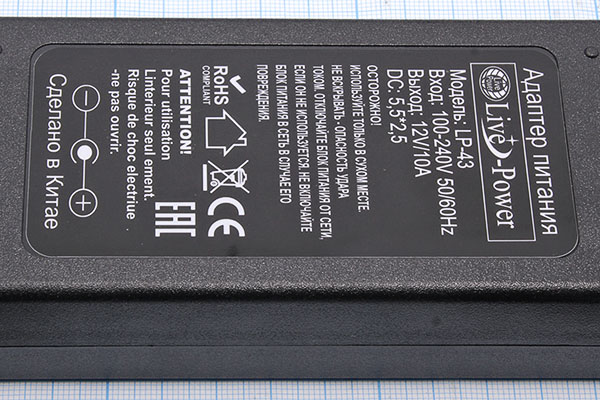 Адаптер питания
Live-Power
Модель: LP-43
Вход: 100-240V 50/60Hz
Выход: 12V/10A
DC: 5,5*2,5
ОСТОРОЖНО!
ИСПОЛЬЗУЙТЕ ТОЛЬКО В СУХОМ МЕСТЕ.
НЕ ВСКРЫВАТЬ - ОПАСНОСТЬ УДАРА
ТОКОМ. ОТКЛЮЧАЙТЕ БЛОК ПИТАНИЯ ОТ СЕТИ,
ЕСЛИ ОН НЕ ИСПОЛЬЗУЕТСЯ. НЕ ВКЛЮЧАЙТЕ
БЛОК ПИТАНИЯ В СЕТЬ В СЛУЧАЕ ЕГО
ПОВРЕЖДЕНИЯ.
RoHS
COMPLIANT
CE
EAC
ATTENTION!
Pour utilisation
Linterieur seul ement.
Risque de choc electriue
-ne pas ouvrir.
Сделано в Китае